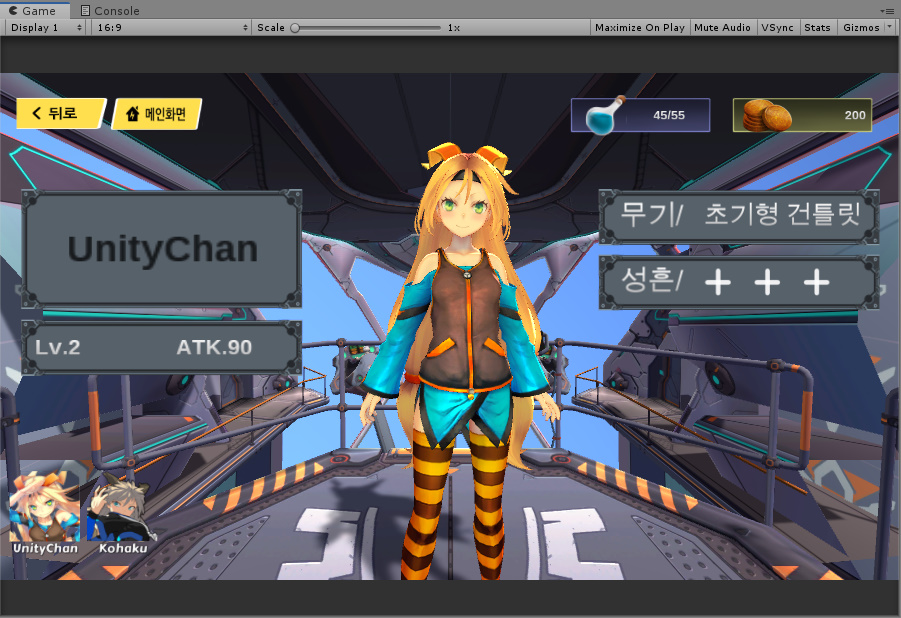 Game
Console
Display 1
16:9
Scale
1x
Maximize On Play
Mute Audio
VSync
Stats
Gizmos
뒤로
메인화면
45/55
200
UnityChan
무기/ 초기형 건틀릿
성흔/ + + +
Lv.2
ATK.90
UnityChan
Kohaku